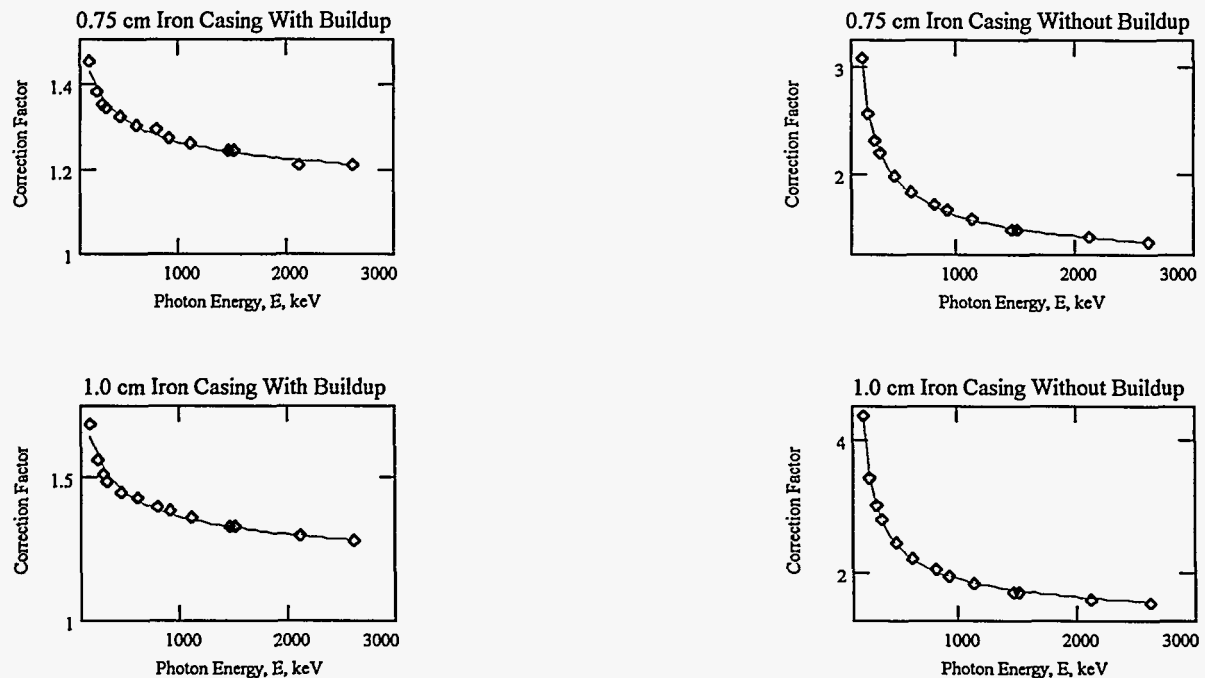 0.75 cm Iron Casing With Buildup
Correction Factor
1.4
1.2
1
1000 2000 3000
Photon Energy, E, keV
0.75 cm Iron Casing Without Buildup
Correction Factor
3
2
1000 2000 3000
Photon Energy, E, keV
1.0 cm Iron Casing With Buildup
Correction Factor
1.5
1
1000 2000 3000
Photon Energy, E, keV
1.0 cm Iron Casing Without Buildup
Correction Factor
4
2
1000 2000 3000
Photon Energy, E, keV